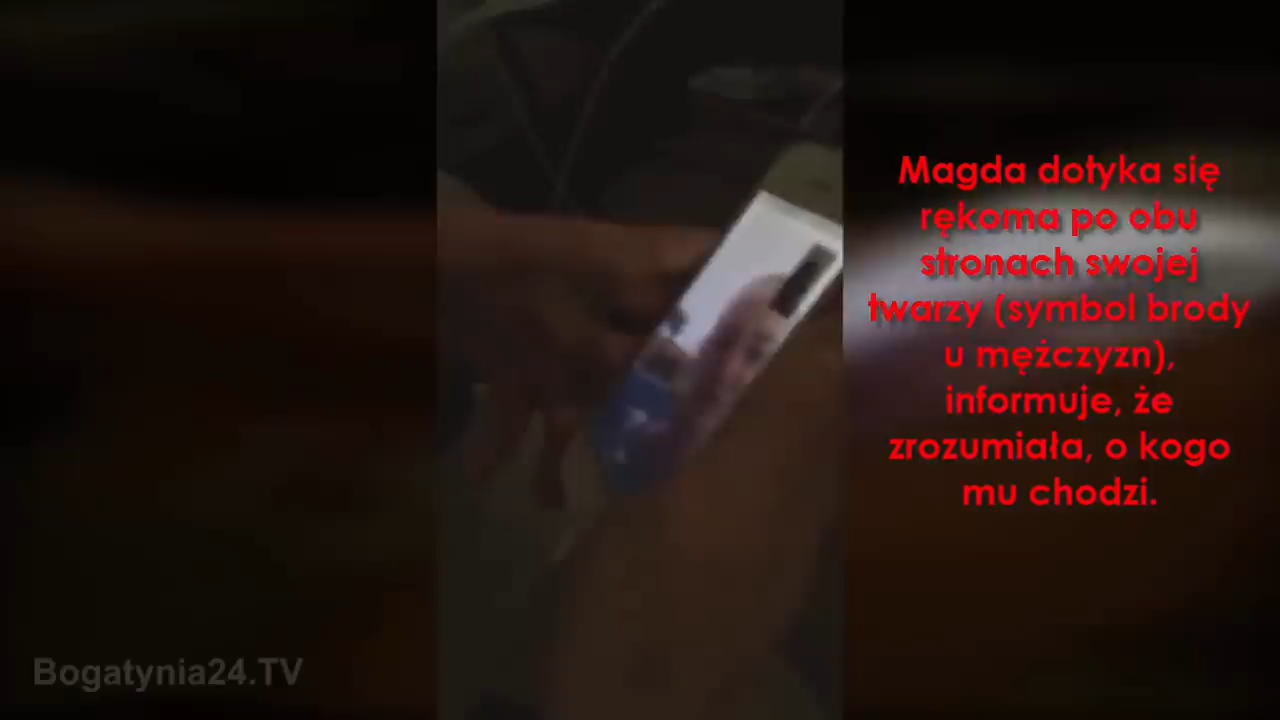 Magda dotyka się
rękoma po obu
stronach swojej
twarzy (symbol brody
u mężczyzn),
informuje, że
zrozumiała, o kogo
mu chodzi.
Bogatynia24.TV